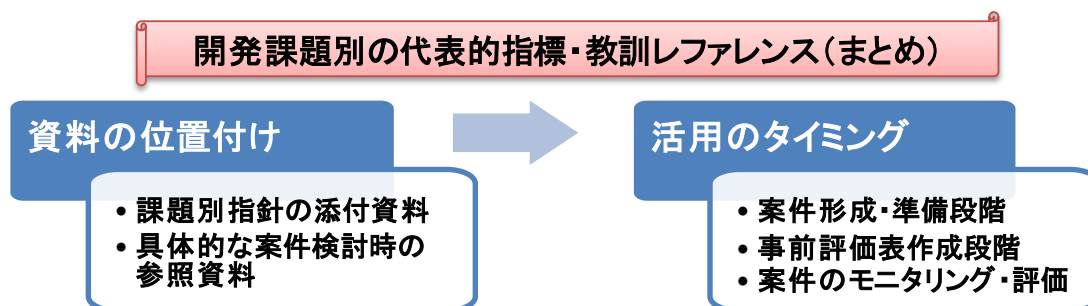 開発課題別の代表的指標・教訓レファレンス(まとめ)
資料の位置付け
• 課題別指針の添付資料
• 具体的な案件検討時の
参照資料
活用のタイミング
• 案件形成・準備段階
• 事前評価表作成段階
• 案件のモニタリング・評価